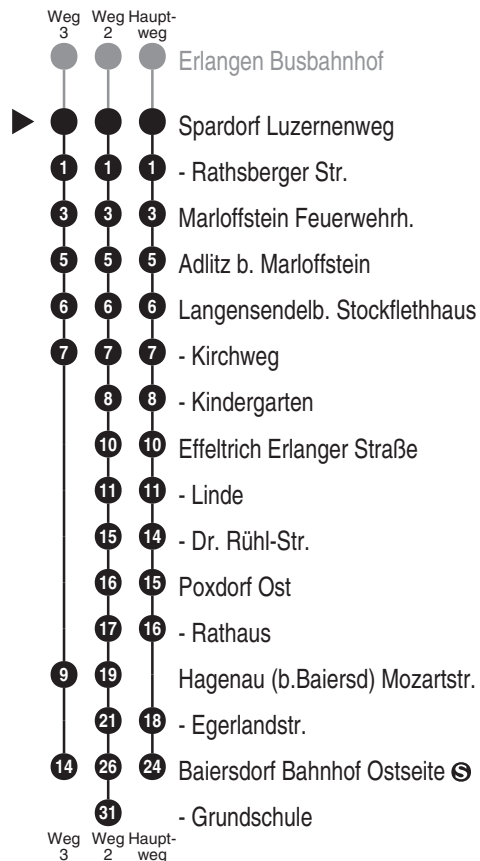 Weg Weg Haupt-
3 2 weg
Erlangen Busbahnhof
Spardorf Luzernenweg
1 1 1 - Rathsberger Str.
3 3 3 Marloffstein Feuerwehrh.
5 5 5 Adlitz b. Marloffstein
6 6 6 Langensendelb. Stockflethhaus
7 7 7 - Kirchweg
8 8 - Kindergarten
10 10 Effeltrich Erlanger Straße
11 11 - Linde
15 14 - Dr. Rühl-Str.
16 15 Poxdorf Ost
17 16 - Rathaus
9 19 Hagenau (b.Baiersd) Mozartstr.
21 18 - Egerlandstr.
14 26 24 Baiersdorf Bahnhof Ostseite S
31 - Grundschule
Weg Weg Haupt-
3 2 weg